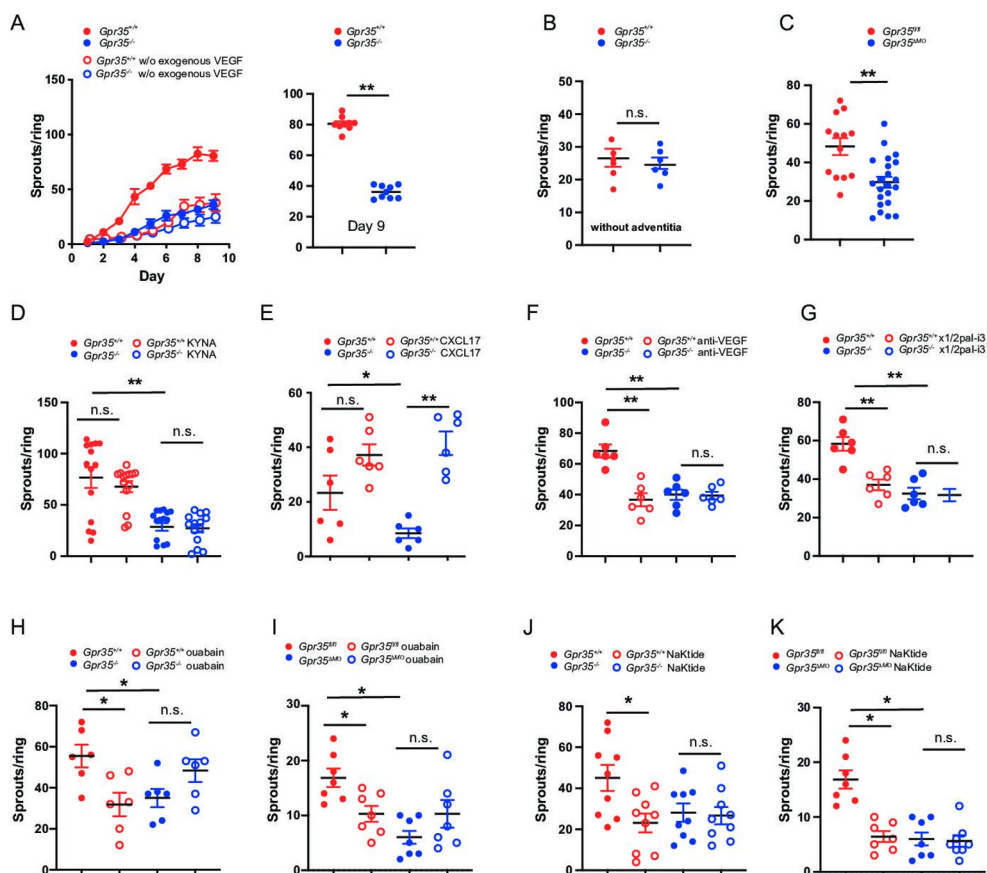 A
Gpr35+/+
Gpr35-/-
Gpr35+/+ w/o exogenous VEGF
Gpr35-/- w/o exogenous VEGF
Sprouts/ring
150
100
50
0
0 2 4 6 8 10
Day
Gpr35+/+
Gpr35-/-
**
100
80
60
40
20
0
Day 9
B
Gpr35+/+
Gpr35-/-
Sprouts/ring
n.s.
50
40
30
20
10
0
without adventitia
C
Gpr35fl/fl
Gpr35ΔMO
Sprouts/ring
**
80
60
40
20
0
D
Gpr35+/+ Gpr35+/+ KYNA
Gpr35-/- Gpr35-/- KYNA
Sprouts/ring
**
n.s. n.s.
150
100
50
0
E
Gpr35+/+ Gpr35+/+ CXCL17
Gpr35-/- Gpr35-/- CXCL17
Sprouts/ring
*
n.s. **
60
40
20
0
F
Gpr35+/+ Gpr35+/+ anti-VEGF
Gpr35-/- Gpr35-/- anti-VEGF
Sprouts/ring
**
**
n.s.
100
80
60
40
20
0
G
Gpr35+/+ Gpr35+/+ x1/2pal-i3
Gpr35-/- Gpr35-/- x1/2pal-i3
Sprouts/ring
**
**
n.s.
80
60
40
20
0
H
Gpr35+/+ Gpr35+/+ ouabain
Gpr35-/- Gpr35-/- ouabain
Sprouts/ring
*
*
n.s.
80
60
40
20
0
I
Gpr35fl/fl Gpr35fl/fl ouabain
Gpr35ΔMO Gpr35ΔMO ouabain
Sprouts/ring
*
*
n.s.
30
20
10
0
J
Gpr35+/+ Gpr35+/+ NaKtide
Gpr35-/- Gpr35-/- NaKtide
Sprouts/ring
*
n.s.
80
60
40
20
0
K
Gpr35fl/fl Gpr35fl/fl NaKtide
Gpr35ΔMO Gpr35ΔMO NaKtide
Sprouts/ring
*
*
n.s.
30
20
10
0